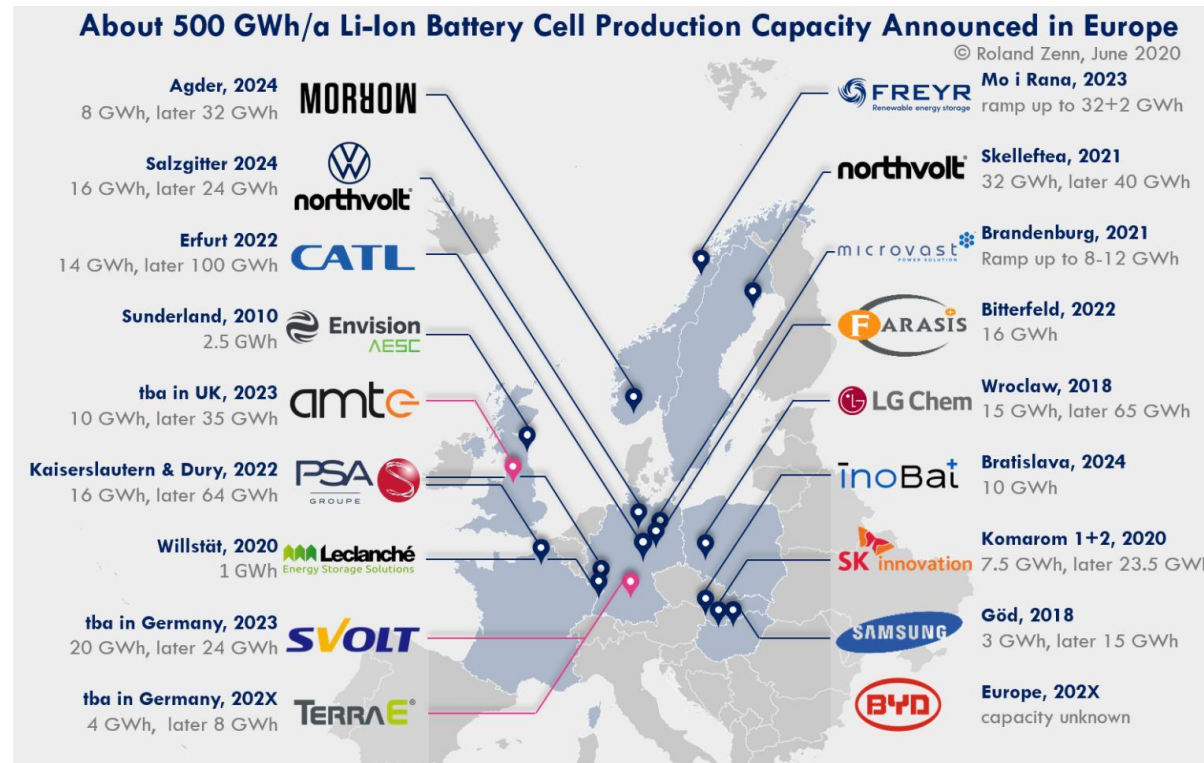 About 500 GWh/a Li-Ion Battery Cell Production Capacity Announced in Europe
© Roland Zenn, June 2020
Agder, 2024
8 GWh, later 32 GWh
MORROW
Salzgitter 2024
16 GWh, later 24 GWh
northvolt
Erfurt 2022
14 GWh, later 100 GWh
CATL
Sunderland, 2010
2.5 GWh
Envision
AESC
tba in UK, 2023
10 GWh, later 35 GWh
amte
Kaiserslautern & Dury, 2022
16 GWh, later 64 GWh
PSA
GROUPE
Willstät, 2020
1 GWh
Leclanché
Energy Storage Solutions
tba in Germany, 2023
20 GWh, later 24 GWh
SVOLT
tba in Germany, 202X
4 GWh, later 8 GWh
TERRAE®
FREYR
Renewable energy storage
Mo i Rana, 2023
ramp up to 32+2 GWh
northvolt
Skelleftea, 2021
32 GWh, later 40 GWh
microvast
POWER SOLUTION
Brandenburg, 2021
Ramp up to 8-12 GWh
FARASIS
Bitterfeld, 2022
16 GWh
LG Chem
Wroclaw, 2018
15 GWh, later 65 GWh
inoBat
Bratislava, 2024
10 GWh
SK innovation
Komarom 1+2, 2020
7.5 GWh, later 23.5 GW
SAMSUNG
Göd, 2018
3 GWh, later 15 GWh
BYD
Europe, 202X
capacity unknown